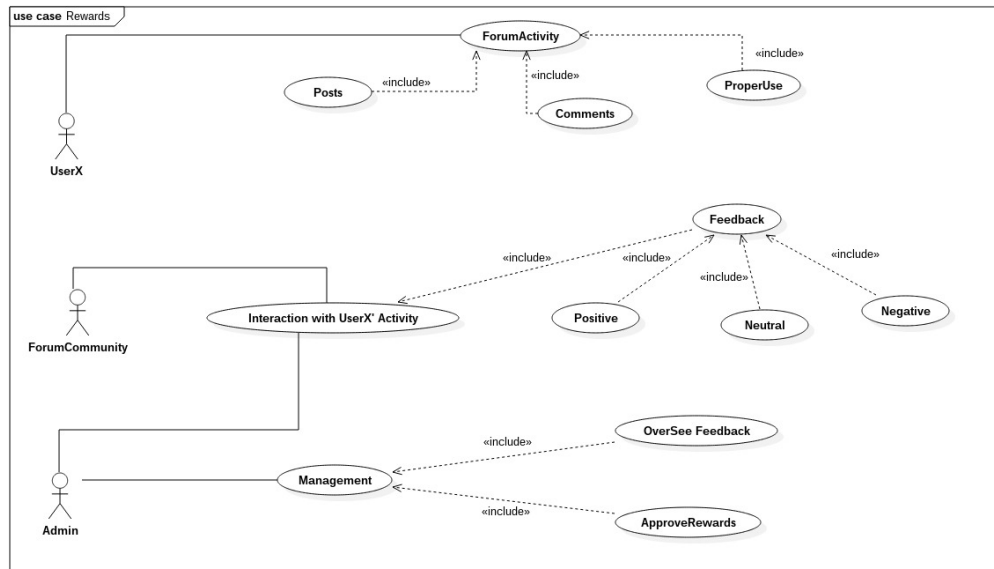 use case Rewards
ForumActivity
«include»
«include»
«include»
Posts
ProperUse
Comments
UserX
Feedback
«include»
«include»
«include»
«include»
Interaction with UserX' Activity
Positive
Neutral
Negative
ForumCommunity
OverSee Feedback
«include»
Management
«include»
ApproveRewards
Admin